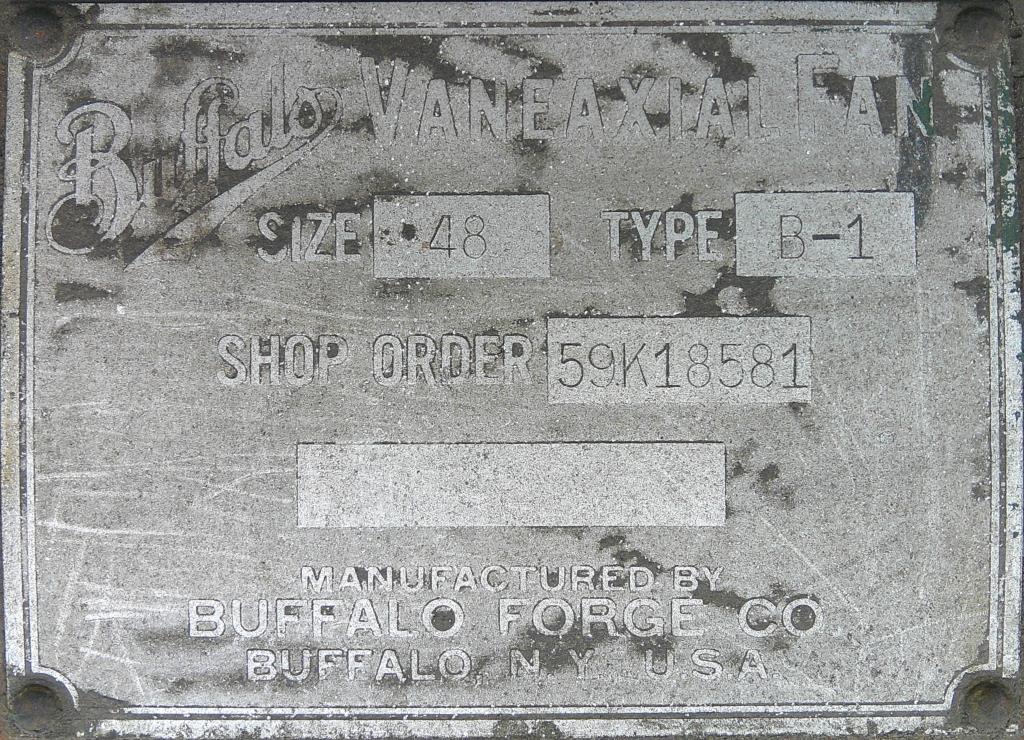 Buffalo VANEAXIAL FAN
SIZE 48 TYPE B-1
SHOP ORDER 59K18581
MANUFACTURED BY
BUFFALO FORGE CO.
BUFFALO, N.Y., U.S.A.